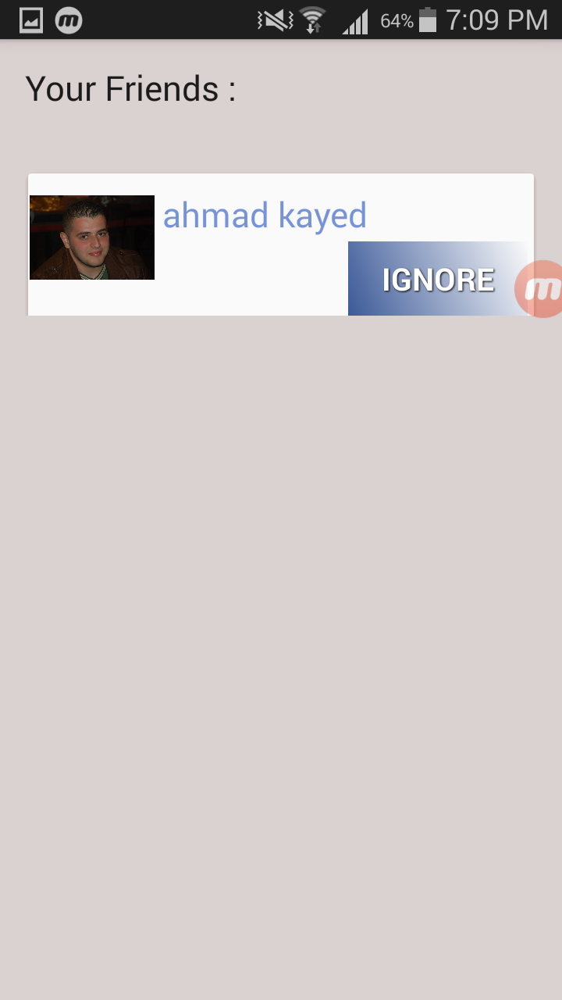 64% 7:09 PM
Your Friends :
ahmad kayed
IGNORE